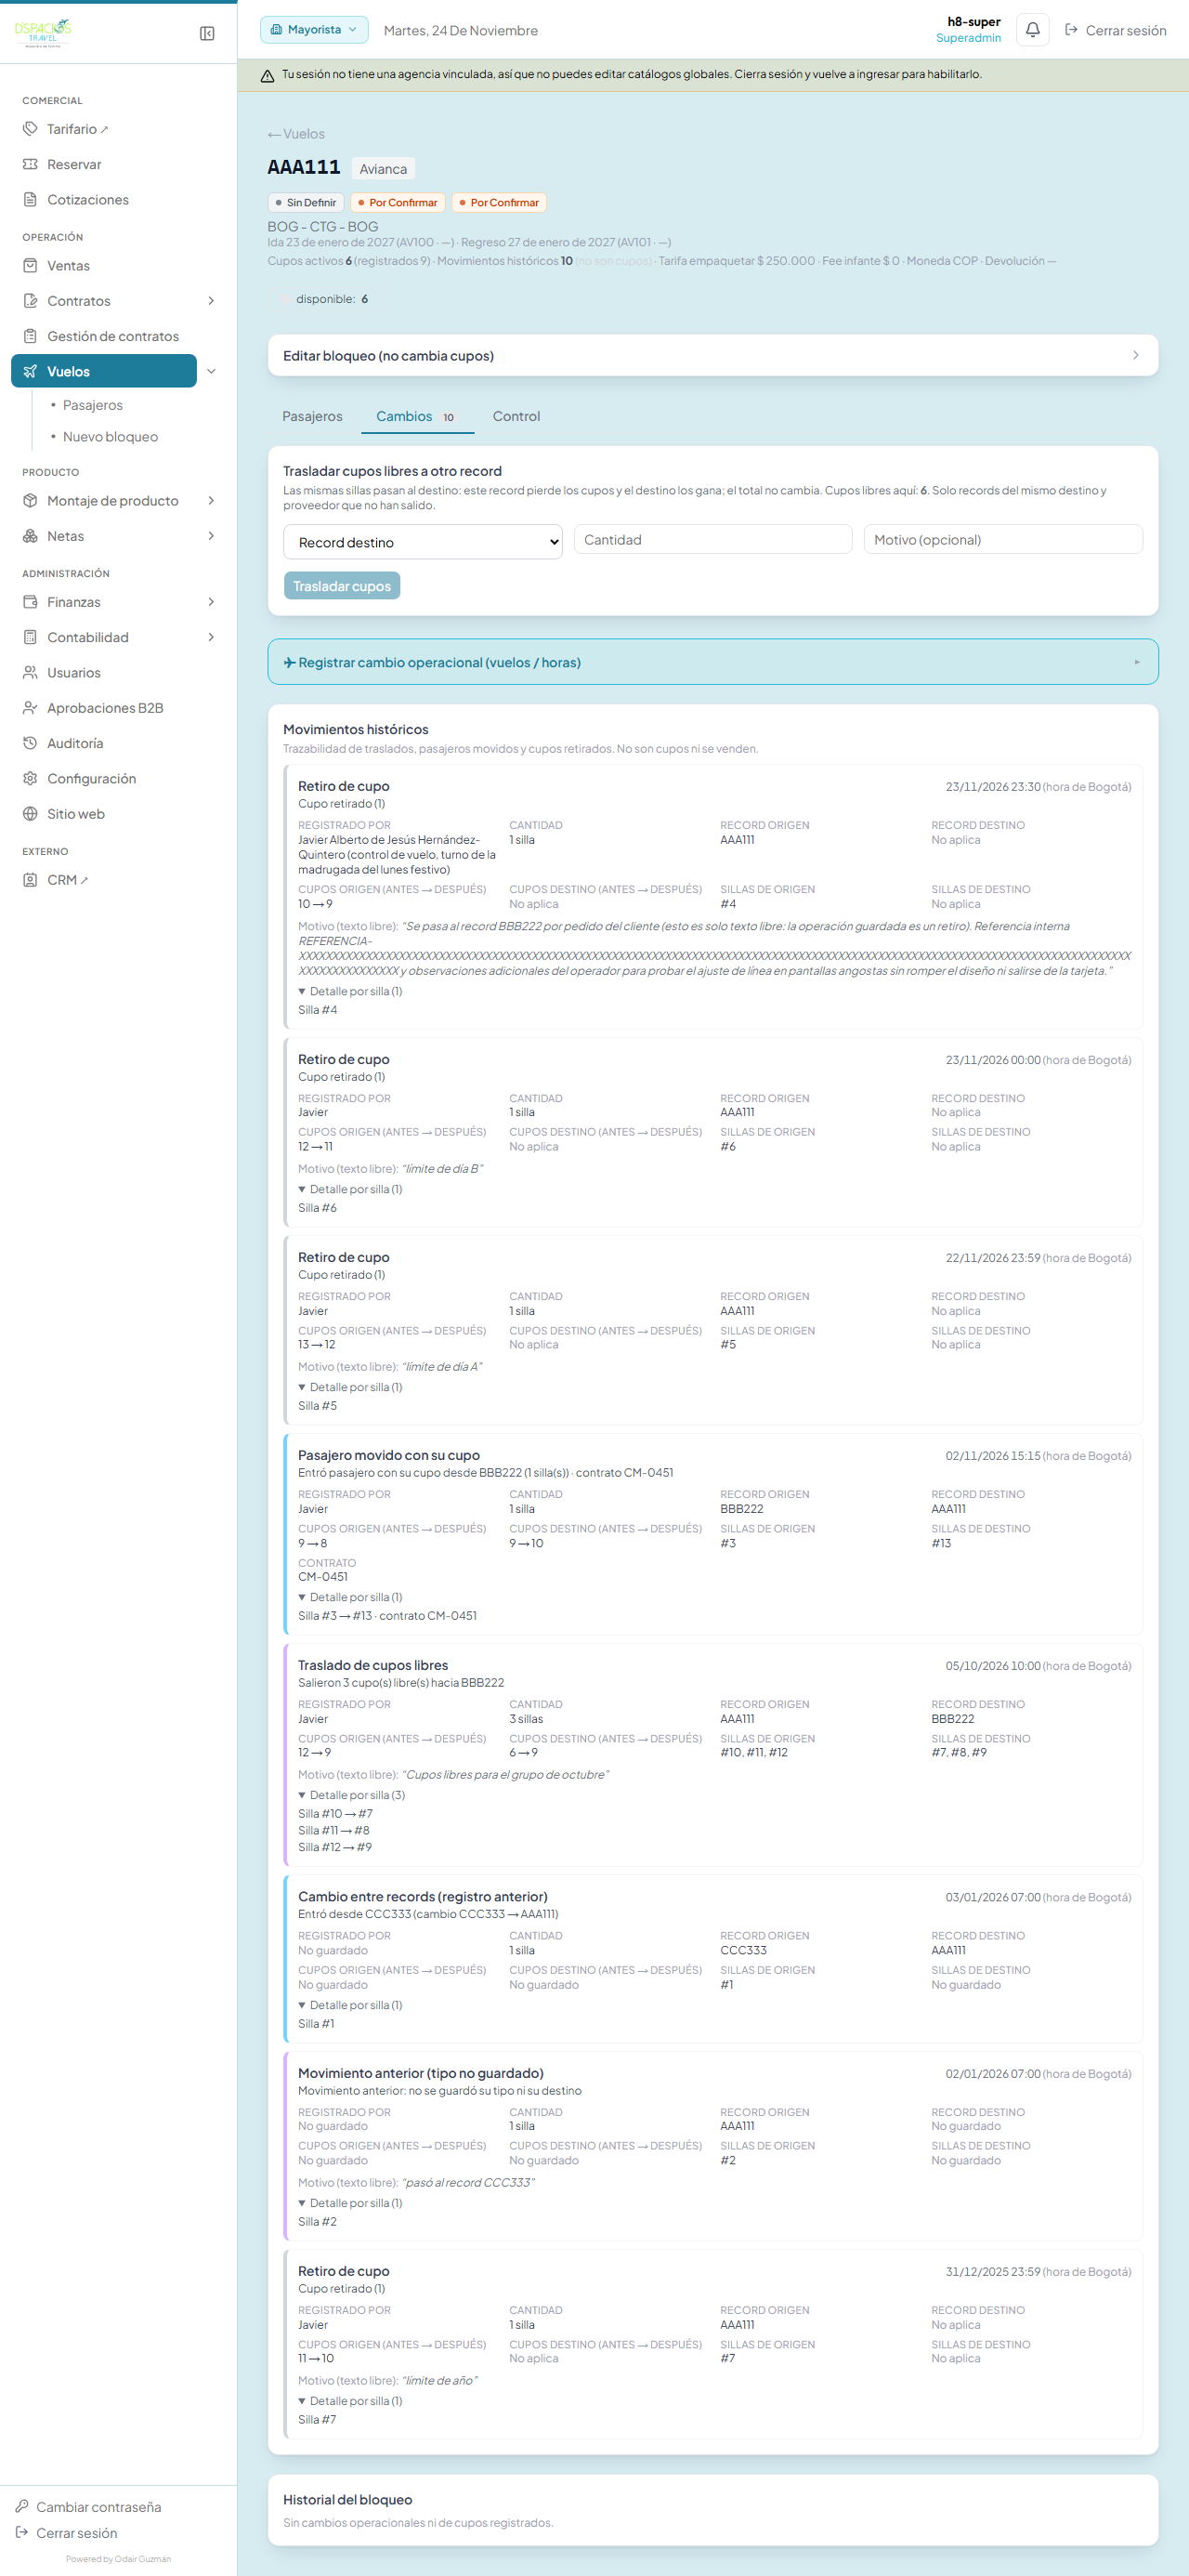 D'SPACIOS
TRAVEL
COMERCIAL
Tarifario ↗
Reservar
Cotizaciones
OPERACIÓN
Ventas
Contratos
Gestión de contratos
Vuelos
• Pasajeros
• Nuevo bloqueo
PRODUCTO
Montaje de producto
Netas
ADMINISTRACIÓN
Finanzas
Contabilidad
Usuarios
Aprobaciones B2B
Auditoría
Configuración
Sitio web
EXTERNO
CRM ↗
Cambiar contraseña
Cerrar sesión
Powered by Odair Guzmán
Mayorista
Martes, 24 De Noviembre
h8-super
Superadmin
Cerrar sesión
Tu sesión no tiene una agencia vinculada, así que no puedes editar catálogos globales. Cierra sesión y vuelve a ingresar para habilitarlo.
← Vuelos
AAA111 Avianca
Sin Definir Por Confirmar Por Confirmar
BOG - CTG - BOG
Ida 23 de enero de 2027 (AV100 · —) · Regreso 27 de enero de 2027 (AV101 · —)
Cupos activos 6 (registrados 9) · Movimientos históricos 10 (no son cupos) · Tarifa empaquetar $ 250.000 · Fee infante $ 0 · Moneda COP · Devolución —
disponible: 6
Editar bloqueo (no cambia cupos)
Pasajeros Cambios 10 Control
Trasladar cupos libres a otro record
Las mismas sillas pasan al destino: este record pierde los cupos y el destino los gana; el total no cambia. Cupos libres aquí: 6. Solo records del mismo destino y
proveedor que no han salido.
Record destino Cantidad Motivo (opcional)
Trasladar cupos
✈ Registrar cambio operacional (vuelos / horas)
Movimientos históricos
Trazabilidad de traslados, pasajeros movidos y cupos retirados. No son cupos ni se venden.
Retiro de cupo 23/11/2026 23:30 (hora de Bogotá)
Cupo retirado (1)
REGISTRADO POR CANTIDAD RECORD ORIGEN RECORD DESTINO
Javier Alberto de Jesús Hernández- 1 silla AAA111 No aplica
Quintero (control de vuelo, turno de la
madrugada del lunes festivo)
CUPOS ORIGEN (ANTES → DESPUÉS) CUPOS DESTINO (ANTES → DESPUÉS) SILLAS DE ORIGEN SILLAS DE DESTINO
10 → 9 No aplica #4 No aplica
Motivo (texto libre): “Se pasa al record BBB222 por pedido del cliente (esto es solo texto libre: la operación guardada es un retiro). Referencia interna
REFERENCIA-
y observaciones adicionales del operador para probar el ajuste de línea en pantallas angostas sin romper el diseño ni salirse de la tarjeta.”
▼ Detalle por silla (1)
Silla #4
Retiro de cupo 23/11/2026 00:00 (hora de Bogotá)
Cupo retirado (1)
REGISTRADO POR CANTIDAD RECORD ORIGEN RECORD DESTINO
Javier 1 silla AAA111 No aplica
CUPOS ORIGEN (ANTES → DESPUÉS) CUPOS DESTINO (ANTES → DESPUÉS) SILLAS DE ORIGEN SILLAS DE DESTINO
12 → 11 No aplica #6 No aplica
Motivo (texto libre): “límite de día B”
▼ Detalle por silla (1)
Silla #6
Retiro de cupo 22/11/2026 23:59 (hora de Bogotá)
Cupo retirado (1)
REGISTRADO POR CANTIDAD RECORD ORIGEN RECORD DESTINO
Javier 1 silla AAA111 No aplica
CUPOS ORIGEN (ANTES → DESPUÉS) CUPOS DESTINO (ANTES → DESPUÉS) SILLAS DE ORIGEN SILLAS DE DESTINO
13 → 12 No aplica #5 No aplica
Motivo (texto libre): “límite de día A”
▼ Detalle por silla (1)
Silla #5
Pasajero movido con su cupo 02/11/2026 15:15 (hora de Bogotá)
Entró pasajero con su cupo desde BBB222 (1 silla(s)) · contrato CM-0451
REGISTRADO POR CANTIDAD RECORD ORIGEN RECORD DESTINO
Javier 1 silla BBB222 AAA111
CUPOS ORIGEN (ANTES → DESPUÉS) CUPOS DESTINO (ANTES → DESPUÉS) SILLAS DE ORIGEN SILLAS DE DESTINO
9 → 8 9 → 10 #3 #13
CONTRATO
CM-0451
▼ Detalle por silla (1)
Silla #3 → #13 · contrato CM-0451
Traslado de cupos libres 05/10/2026 10:00 (hora de Bogotá)
Salieron 3 cupo(s) libre(s) hacia BBB222
REGISTRADO POR CANTIDAD RECORD ORIGEN RECORD DESTINO
Javier 3 sillas AAA111 BBB222
CUPOS ORIGEN (ANTES → DESPUÉS) CUPOS DESTINO (ANTES → DESPUÉS) SILLAS DE ORIGEN SILLAS DE DESTINO
12 → 9 6 → 9 #10, #11, #12 #7, #8, #9
Motivo (texto libre): “Cupos libres para el grupo de octubre”
▼ Detalle por silla (3)
Silla #10 → #7
Silla #11 → #8
Silla #12 → #9
Cambio entre records (registro anterior) 03/01/2026 07:00 (hora de Bogotá)
Entró desde CCC333 (cambio CCC333 → AAA111)
REGISTRADO POR CANTIDAD RECORD ORIGEN RECORD DESTINO
No guardado 1 silla CCC333 AAA111
CUPOS ORIGEN (ANTES → DESPUÉS) CUPOS DESTINO (ANTES → DESPUÉS) SILLAS DE ORIGEN SILLAS DE DESTINO
No guardado No guardado #1 No guardado
▼ Detalle por silla (1)
Silla #1
Movimiento anterior (tipo no guardado) 02/01/2026 07:00 (hora de Bogotá)
Movimiento anterior: no se guardó su tipo ni su destino
REGISTRADO POR CANTIDAD RECORD ORIGEN RECORD DESTINO
No guardado 1 silla AAA111 No guardado
CUPOS ORIGEN (ANTES → DESPUÉS) CUPOS DESTINO (ANTES → DESPUÉS) SILLAS DE ORIGEN SILLAS DE DESTINO
No guardado No guardado #2 No guardado
Motivo (texto libre): “pasó al record CCC333”
▼ Detalle por silla (1)
Silla #2
Retiro de cupo 31/12/2025 23:59 (hora de Bogotá)
Cupo retirado (1)
REGISTRADO POR CANTIDAD RECORD ORIGEN RECORD DESTINO
Javier 1 silla AAA111 No aplica
CUPOS ORIGEN (ANTES → DESPUÉS) CUPOS DESTINO (ANTES → DESPUÉS) SILLAS DE ORIGEN SILLAS DE DESTINO
11 → 10 No aplica #7 No aplica
Motivo (texto libre): “límite de año”
▼ Detalle por silla (1)
Silla #7
Historial del bloqueo
Sin cambios operacionales ni de cupos registrados.